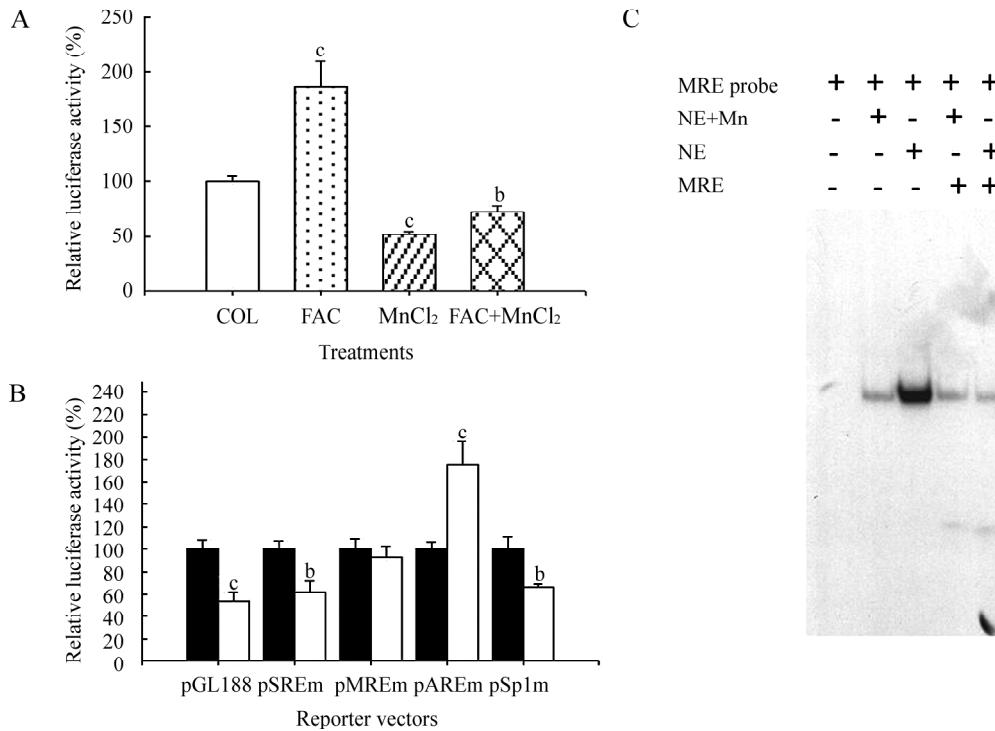 A
Relative luciferase activity (%)
250
200
150
100
50
0
c
c
b
COL FAC MnCl₂ FAC+MnCl₂
Treatments
B
Relative luciferase activity (%)
240
220
200
180
160
140
120
100
80
60
40
20
0
c
b
c
b
pGL188 pSREm pMREm pAREm pSp1m
Reporter vectors
C
MRE probe + + + + +
NE+Mn - + - + -
NE - - + - +
MRE - - - + +